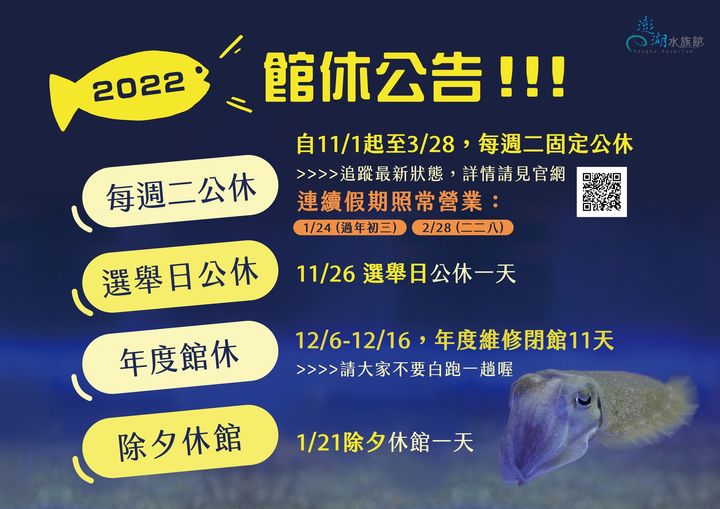 澎湖水族館
Penghu Aquarium
2022
館休公告!!!
每週二公休
自11/1起至3/28，每週二固定公休
>>>>追蹤最新狀態，詳情請見官網
連續假期照常營業：
1/24 (過年初三) 2/28 (二二八)
選舉日公休
11/26 選舉日公休一天
年度館休
12/6-12/16，年度維修閉館11天
>>>>請大家不要白跑一趟喔
除夕休館
1/21除夕休館一天